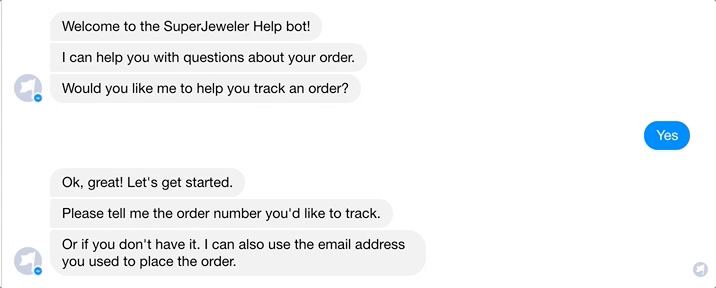 Welcome to the SuperJeweler Help bot!
I can help you with questions about your order.
Would you like me to help you track an order?
Yes
Ok, great! Let's get started.
Please tell me the order number you'd like to track.
Or if you don't have it. I can also use the email address
you used to place the order.